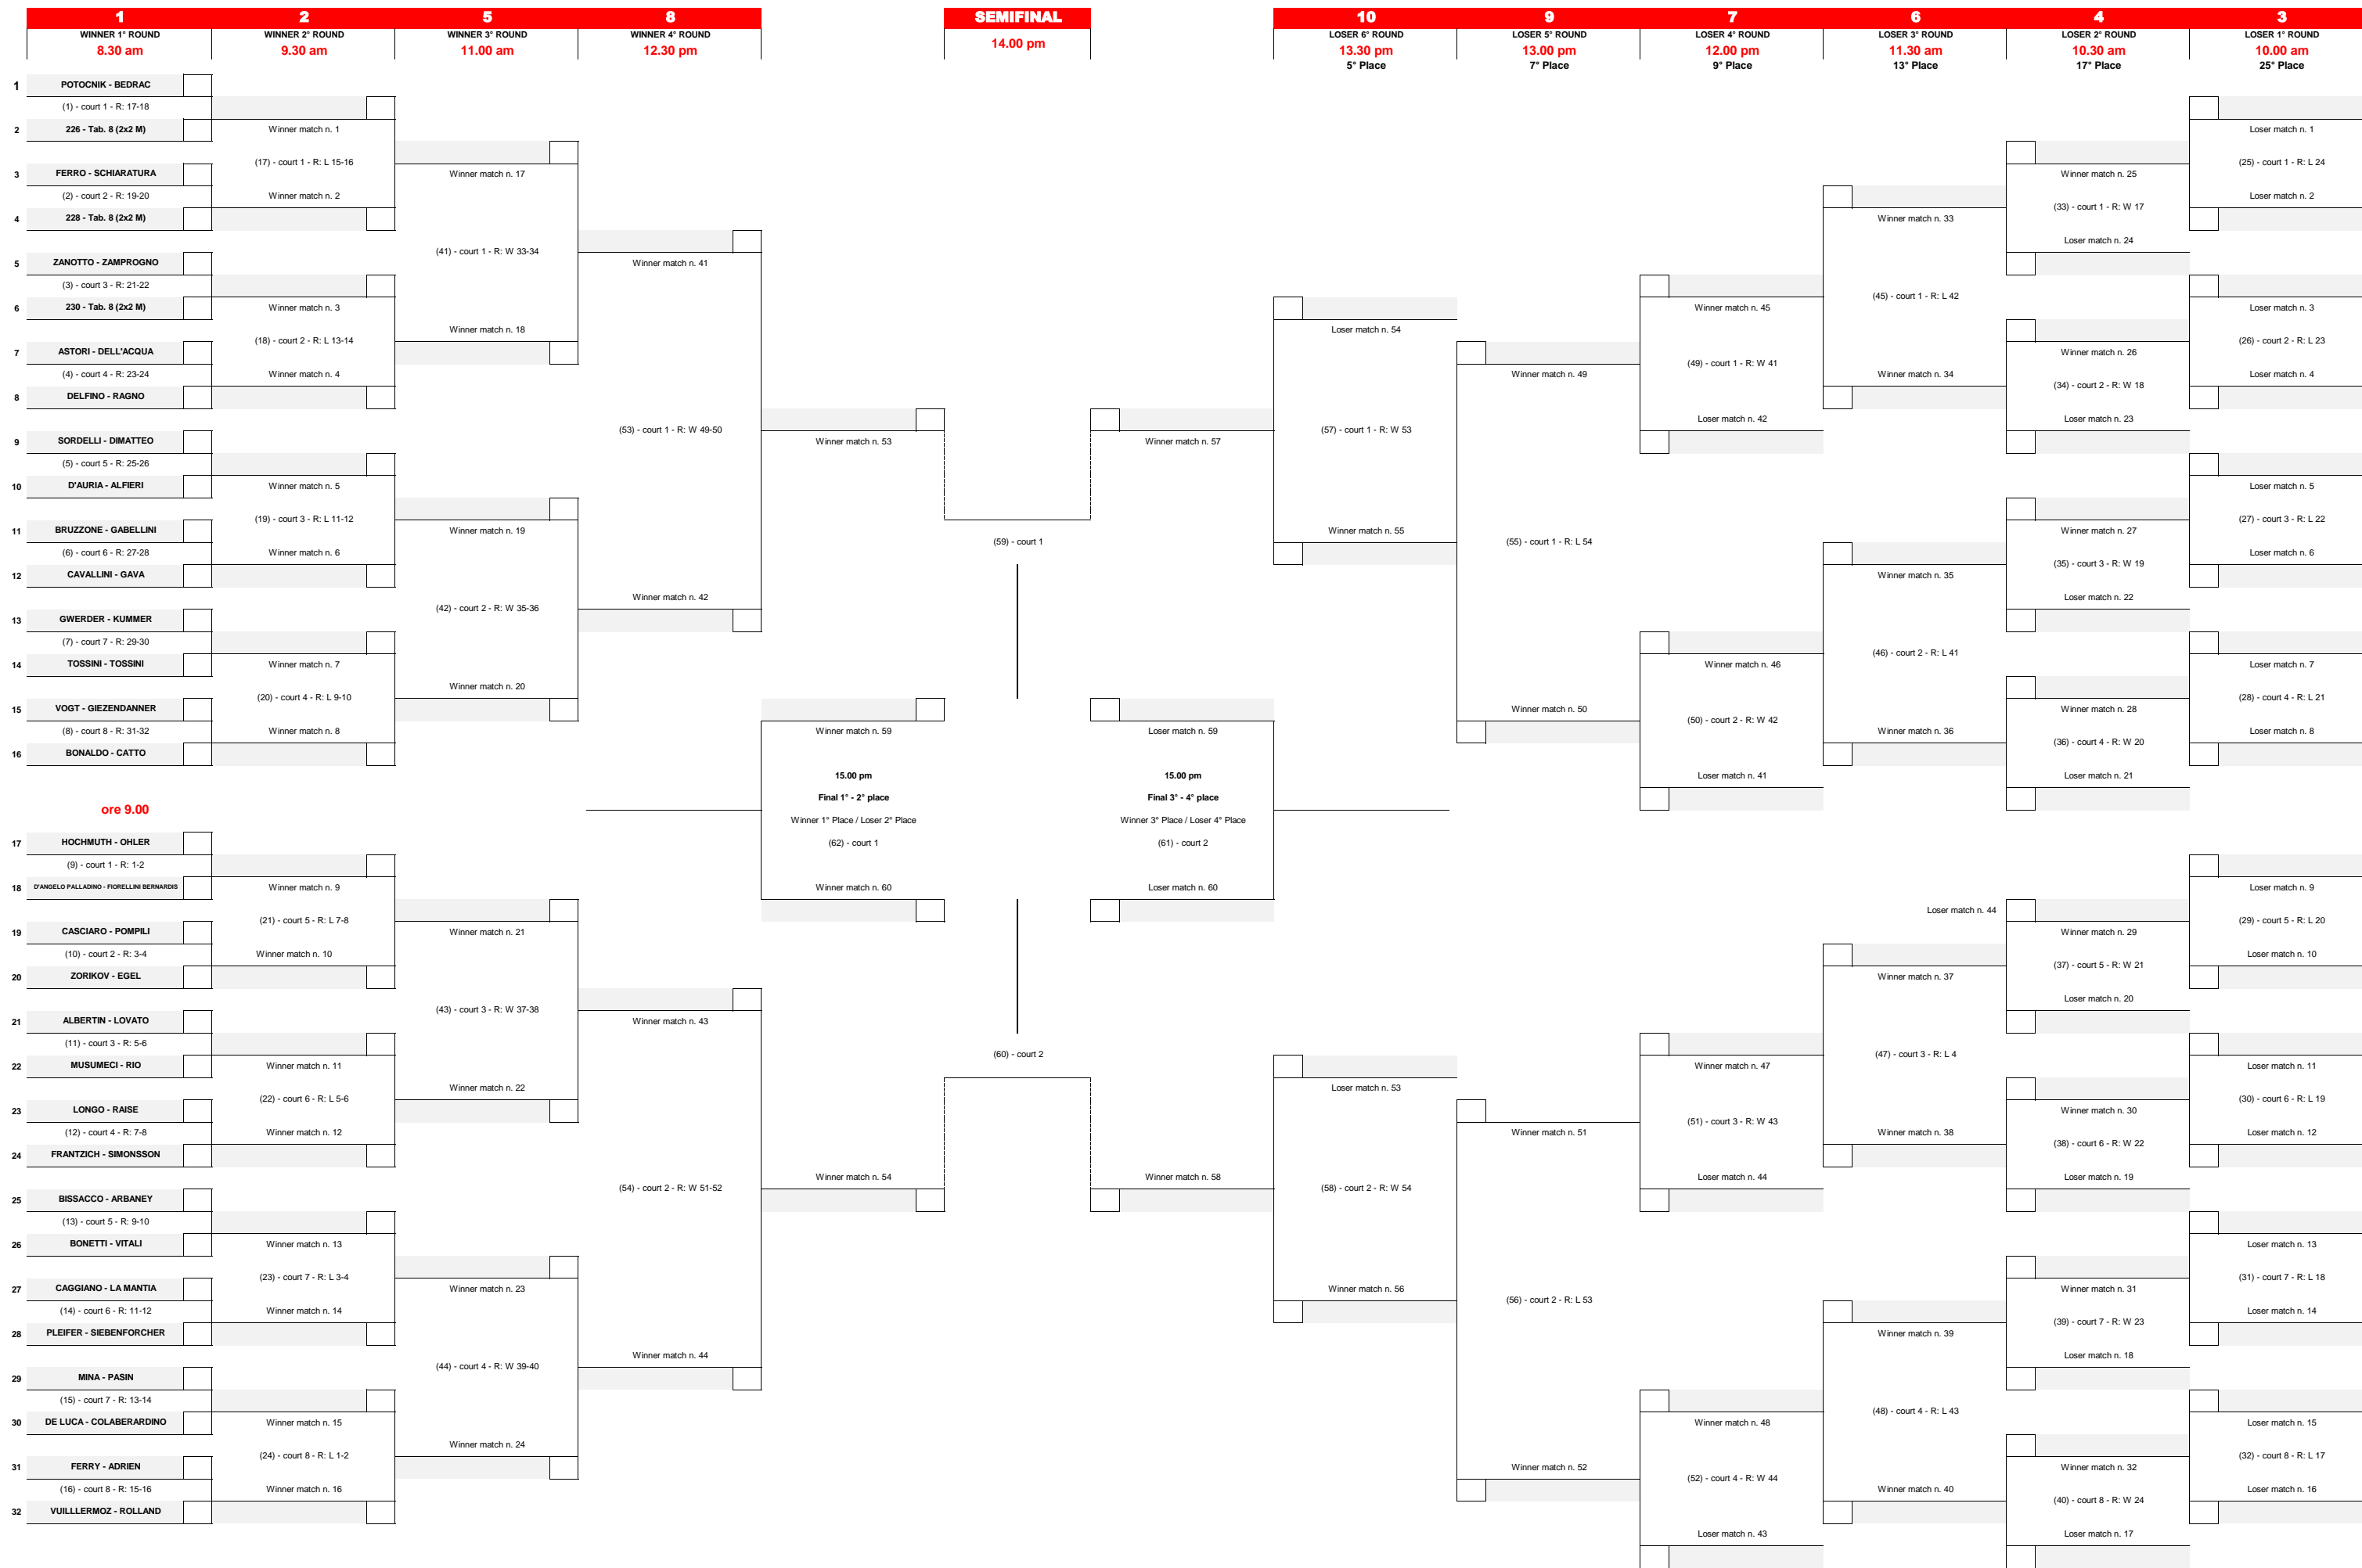 1 2 5 8 SEMIFINAL 10 9 7 6 4 3
WINNER 1° ROUND WINNER 2° ROUND WINNER 3° ROUND WINNER 4° ROUND LOSER 6° ROUND LOSER 5° ROUND LOSER 4° ROUND LOSER 3° ROUND LOSER 2° ROUND LOSER 1° ROUND
8.30 am 9.30 am 11.00 am 12.30 pm 14.00 pm 13.30 pm 13.00 pm 12.00 pm 11.30 am 10.30 am 10.00 am
5° Place 7° Place 9° Place 13° Place 17° Place 25° Place
1 POTOCNIK - BEDRAC
(1) - court 1 - R: 17-18
2 226 - Tab. 8 (2x2 M)
3 FERRO - SCHIARATURA
(2) - court 2 - R: 19-20
4 228 - Tab. 8 (2x2 M)
5 ZANOTTO - ZAMPROGNO
(3) - court 3 - R: 21-22
6 230 - Tab. 8 (2x2 M)
7 ASTORI - DELL'ACQUA
(4) - court 4 - R: 23-24
8 DELFINO - RAGNO
9 SORDELLI - DIMATTEO
(5) - court 5 - R: 25-26
10 D'AURIA - ALFIERI
11 BRUZZONE - GABELLINI
(6) - court 6 - R: 27-28
12 CAVALLINI - GAVA
13 GWERDER - KUMMER
(7) - court 7 - R: 29-30
14 TOSSINI - TOSSINI
15 VOGT - GIEZENDANNER
(8) - court 8 - R: 31-32
16 BONALDO - CATTO
ore 9.00
17 HOCHMUTH - OHLER
(9) - court 1 - R: 1-2
18 D'ANGELO PALLADINO - FIORELLINI BERNARDIS
19 CASCIARO - POMPILI
(10) - court 2 - R: 3-4
20 ZORIKOV - EGEL
21 ALBERTIN - LOVATO
(11) - court 3 - R: 5-6
22 MUSUMECI - RIO
23 LONGO - RAISE
(12) - court 4 - R: 7-8
24 FRANTZICH - SIMONSSON
25 BISSACCO - ARBANEY
(13) - court 5 - R: 9-10
26 BONETTI - VITALI
27 CAGGIANO - LA MANTIA
(14) - court 6 - R: 11-12
28 PLEIFER - SIEBENFORCHER
29 MINA - PASIN
(15) - court 7 - R: 13-14
30 DE LUCA - COLABERARDINO
31 FERRY - ADRIEN
(16) - court 8 - R: 15-16
32 VUILLLERMOZ - ROLLAND
Winner match n. 1
(17) - court 1 - R: L 15-16
Winner match n. 2
Winner match n. 3
(18) - court 2 - R: L 13-14
Winner match n. 4
Winner match n. 5
(19) - court 3 - R: L 11-12
Winner match n. 6
Winner match n. 7
(20) - court 4 - R: L 9-10
Winner match n. 8
Winner match n. 9
(21) - court 5 - R: L 7-8
Winner match n. 10
Winner match n. 11
(22) - court 6 - R: L 5-6
Winner match n. 12
Winner match n. 13
(23) - court 7 - R: L 3-4
Winner match n. 14
Winner match n. 15
(24) - court 8 - R: L 1-2
Winner match n. 16
Winner match n. 17
(41) - court 1 - R: W 33-34
Winner match n. 18
Winner match n. 19
(42) - court 2 - R: W 35-36
Winner match n. 20
Winner match n. 21
(43) - court 3 - R: W 37-38
Winner match n. 22
Winner match n. 23
(44) - court 4 - R: W 39-40
Winner match n. 24
Winner match n. 41
(53) - court 1 - R: W 49-50
Winner match n. 42
Winner match n. 43
(54) - court 2 - R: W 51-52
Winner match n. 44
Winner match n. 53
Winner match n. 59
15.00 pm
Final 1° - 2° place
Winner 1° Place / Loser 2° Place
(62) - court 1
Winner match n. 60
Winner match n. 54
(59) - court 1
(60) - court 2
Winner match n. 57
Loser match n. 59
15.00 pm
Final 3° - 4° place
Winner 3° Place / Loser 4° Place
(61) - court 2
Loser match n. 60
Winner match n. 58
Loser match n. 54
(57) - court 1 - R: W 53
Winner match n. 55
Loser match n. 53
(58) - court 2 - R: W 54
Winner match n. 56
Winner match n. 49
(55) - court 1 - R: L 54
Winner match n. 50
Winner match n. 51
(56) - court 2 - R: L 53
Winner match n. 52
Winner match n. 45
(49) - court 1 - R: W 41
Loser match n. 42
Winner match n. 46
(50) - court 2 - R: W 42
Loser match n. 41
Winner match n. 47
(51) - court 3 - R: W 43
Loser match n. 44
Winner match n. 48
(52) - court 4 - R: W 44
Loser match n. 43
Winner match n. 33
(45) - court 1 - R: L 42
Winner match n. 34
Winner match n. 35
(46) - court 2 - R: L 41
Winner match n. 36
Loser match n. 44
Winner match n. 37
(47) - court 3 - R: L 4
Winner match n. 38
Winner match n. 39
(48) - court 4 - R: L 43
Winner match n. 40
Winner match n. 25
(33) - court 1 - R: W 17
Loser match n. 24
Winner match n. 26
(34) - court 2 - R: W 18
Loser match n. 23
Winner match n. 27
(35) - court 3 - R: W 19
Loser match n. 22
Winner match n. 28
(36) - court 4 - R: W 20
Loser match n. 21
Winner match n. 29
(37) - court 5 - R: W 21
Loser match n. 20
Winner match n. 30
(38) - court 6 - R: W 22
Loser match n. 19
Winner match n. 31
(39) - court 7 - R: W 23
Loser match n. 18
Winner match n. 32
(40) - court 8 - R: W 24
Loser match n. 17
Loser match n. 1
(25) - court 1 - R: L 24
Loser match n. 2
Loser match n. 3
(26) - court 2 - R: L 23
Loser match n. 4
Loser match n. 5
(27) - court 3 - R: L 22
Loser match n. 6
Loser match n. 7
(28) - court 4 - R: L 21
Loser match n. 8
Loser match n. 9
(29) - court 5 - R: L 20
Loser match n. 10
Loser match n. 11
(30) - court 6 - R: L 19
Loser match n. 12
Loser match n. 13
(31) - court 7 - R: L 18
Loser match n. 14
Loser match n. 15
(32) - court 8 - R: L 17
Loser match n. 16